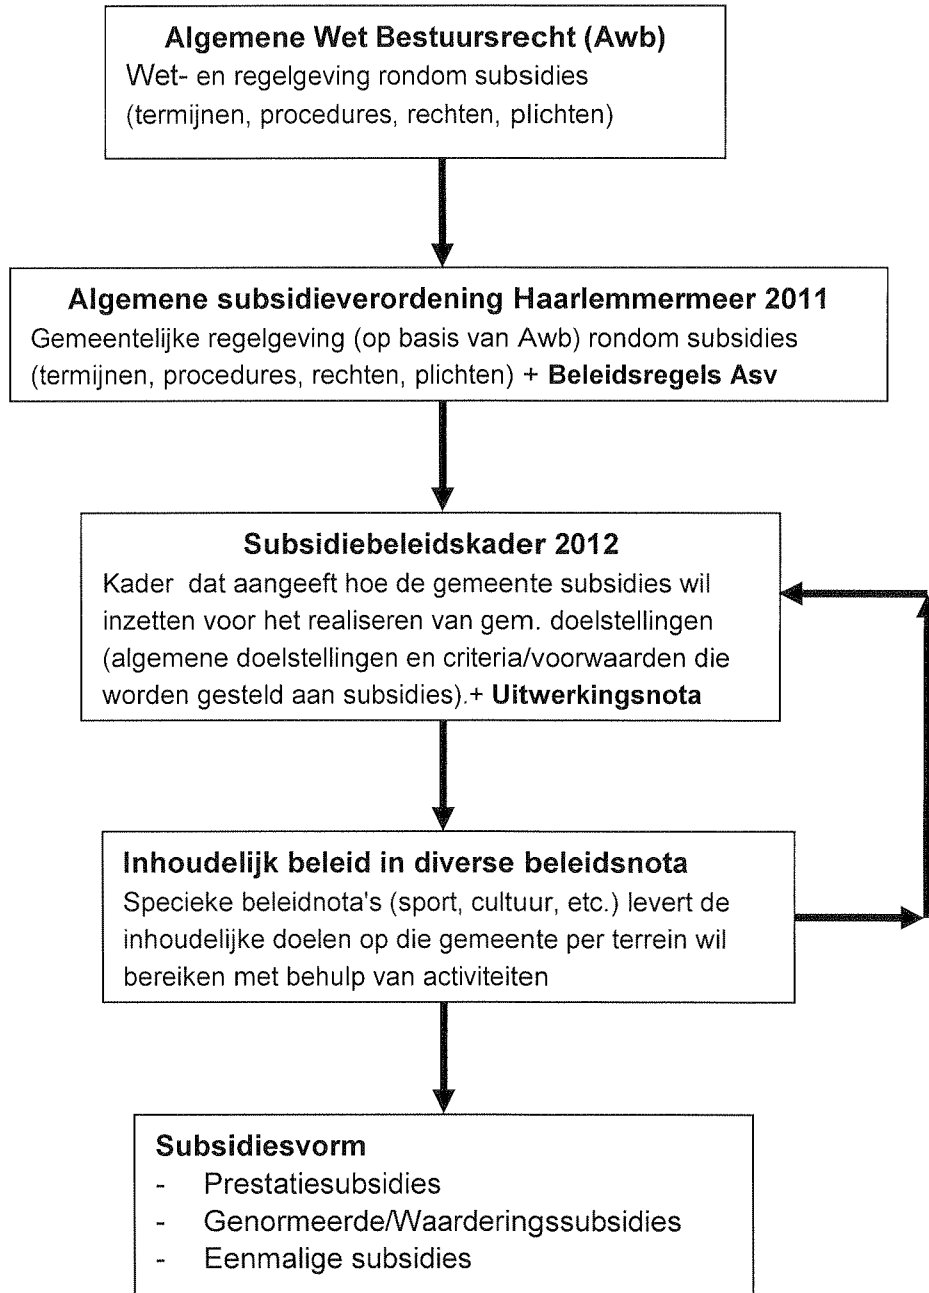 Algemene Wet Bestuursrecht (Awb)
Wet- en regelgeving rondom subsidies
(termijnen, procedures, rechten, plichten)
Algemene subsidieverordening Haarlemmermeer 2011
Gemeentelijke regelgeving (op basis van Awb) rondom subsidies
(termijnen, procedures, rechten, plichten) + Beleidsregels Asv
Subsidiebeleidskader 2012
Kader dat aangeeft hoe de gemeente subsidies wil
inzetten voor het realiseren van gem. doelstellingen
(algemene doelstellingen en criteria/voorwaarden die
worden gesteld aan subsidies).+ Uitwerkingsnota
Inhoudelijk beleid in diverse beleidsnota
Specieke beleidnota's (sport, cultuur, etc.) levert de
inhoudelijke doelen op die gemeente per terrein wil
bereiken met behulp van activiteiten
Subsidiesvorm
- Prestatiesubsidies
- Genormeerde/Waarderingssubsidies
- Eenmalige subsidies